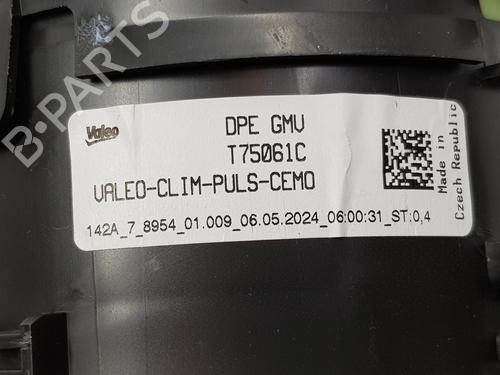 B-PARTS
Valeo
DPE GMV
T75061C
VALEO-CLIM-PULS-CEMO
142A_7_8954_01.009_06.05.2024_06:00:31_ST:0,4
Made in
Czech Republic